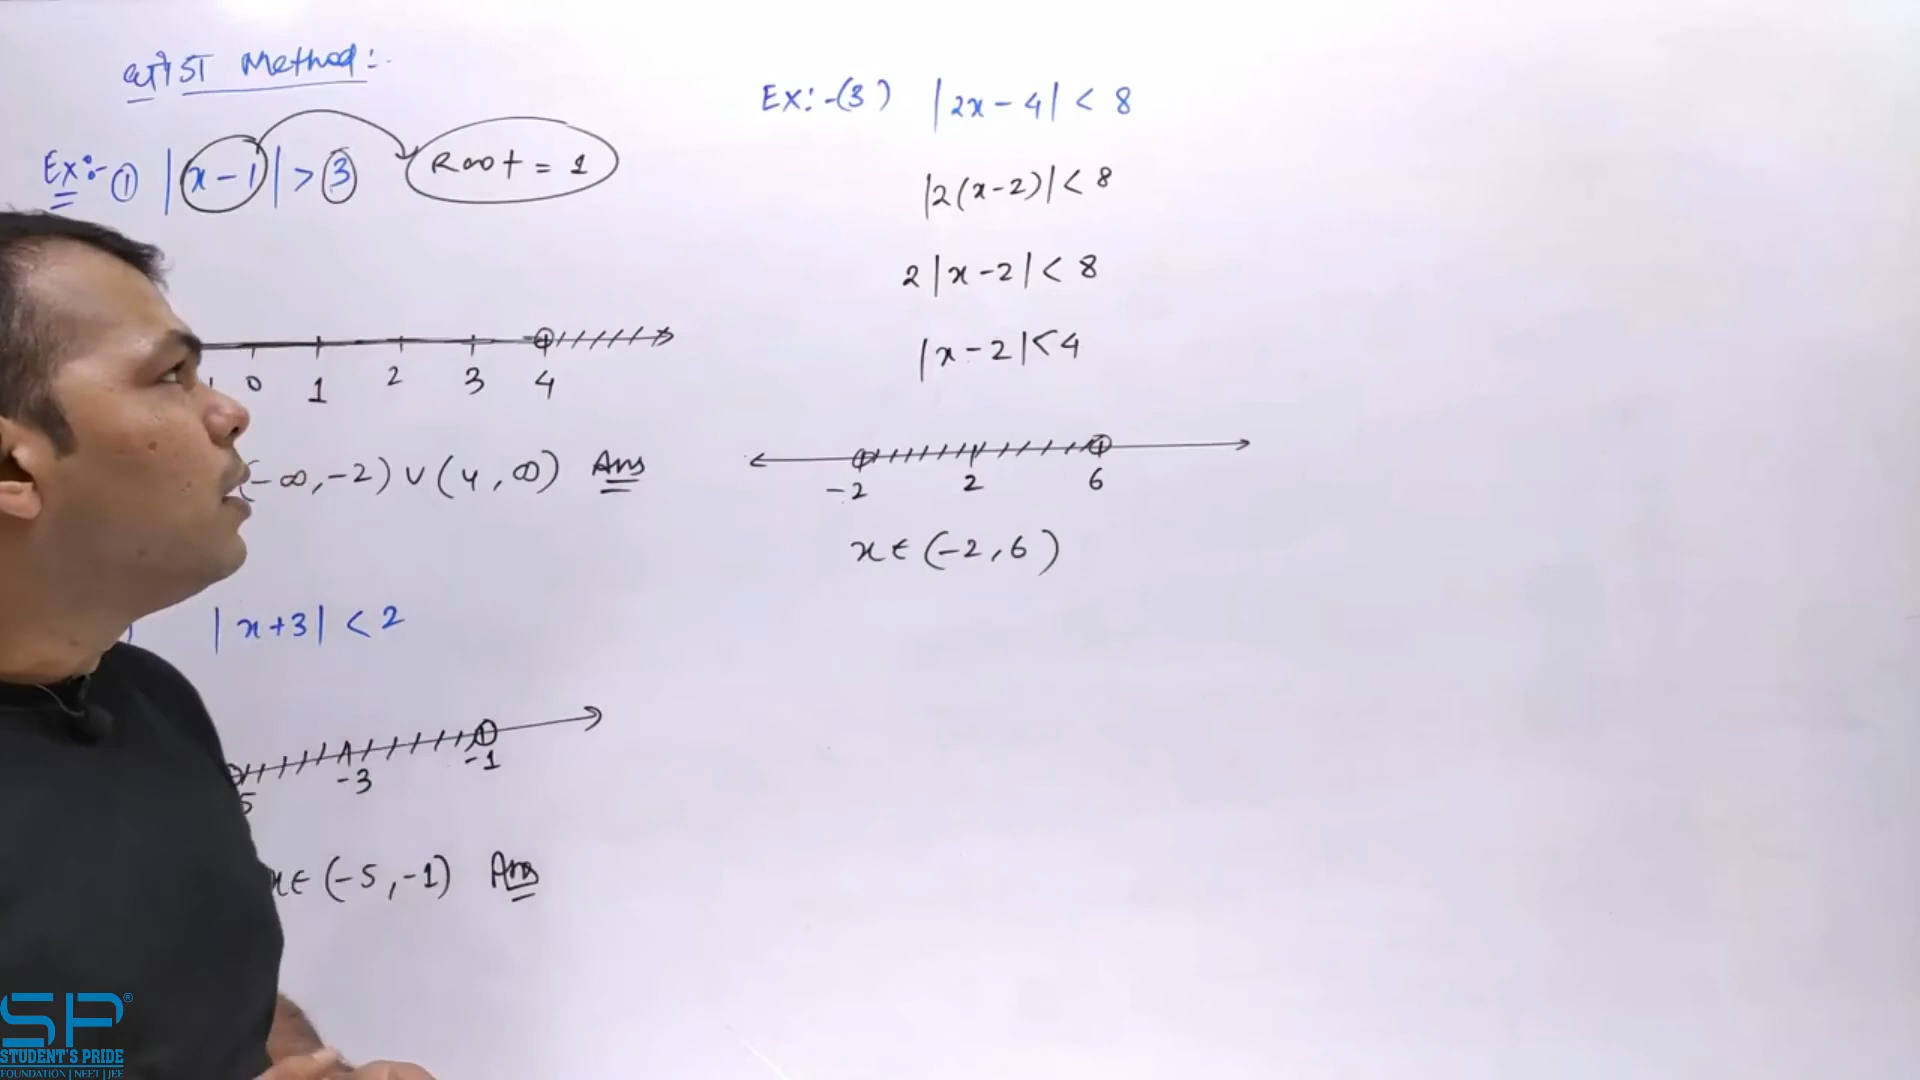 Method:
Ex:- ① |x-1| > 3
Root = 1
0 1 2 3 4
(-∞, -2) ∪ (4, ∞) Ans
|x+3| < 2
5 -3 -1
x ∈ (-5, -1) Ans
Ex:-(3) |2x-4| < 8
|2(x-2)| < 8
2|x-2| < 8
|x-2| < 4
-2 2 6
x ∈ (-2, 6)
SP®
STUDENT'S PRIDE
FOUNDATION | NEET | JEE